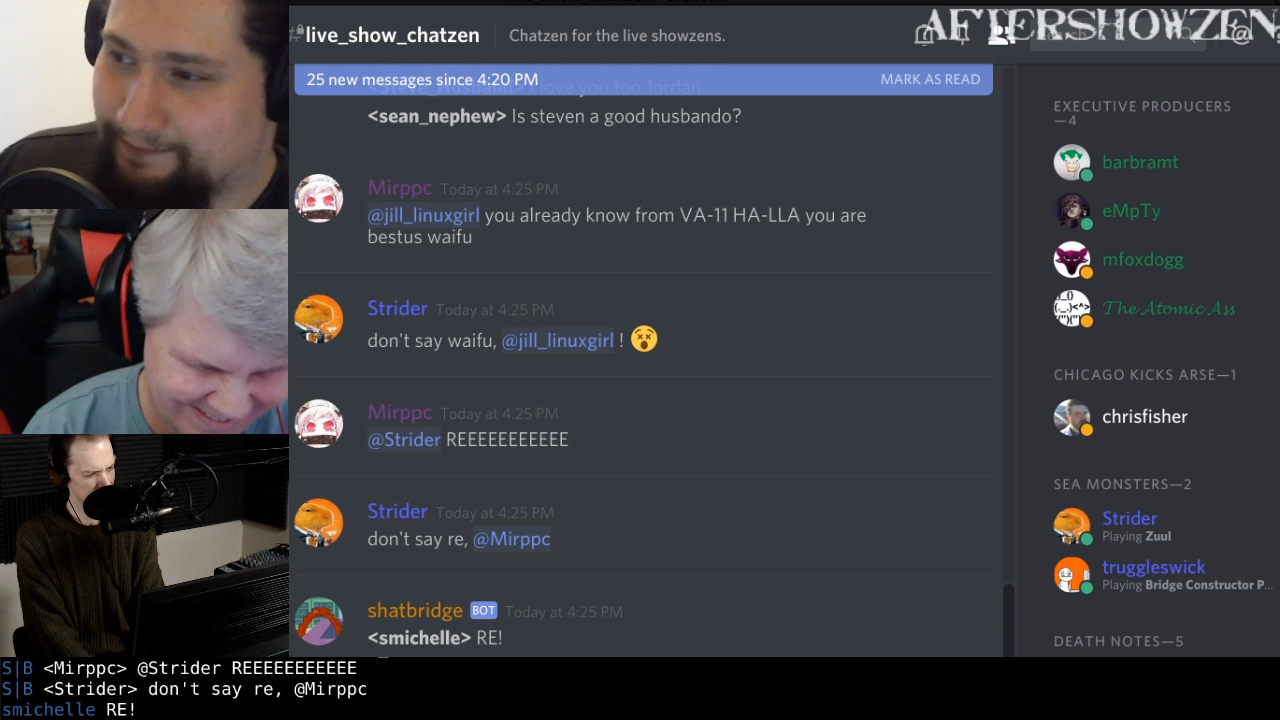 AFTERSHOWZEN
#live_show_chatzen
Chatzen for the live showzens.
25 new messages since 4:20 PM
MARK AS READ
<Steve_Husband> I love you too Jordan
<sean_nephew> Is steven a good husbando?
Mirppc Today at 4:25 PM
@jill_linuxgirl you already know from VA-11 HA-LLA you are
bestus waifu
Strider Today at 4:25 PM
don't say waifu, @jill_linuxgirl !
Mirppc Today at 4:25 PM
@Strider REEEEEEEEEEE
Strider Today at 4:25 PM
don't say re, @Mirppc
shatbridge BOT Today at 4:25 PM
<smichelle> RE!
EXECUTIVE PRODUCERS
—4
barbramt
eMpTy
mfoxdogg
The Atomic Ass
CHICAGO KICKS ARSE—1
chrisfisher
SEA MONSTERS—2
Strider
Playing Zuul
truggleswick
Playing Bridge Constructor P...
DEATH NOTES—5
S|B <Mirppc> @Strider REEEEEEEEEEE
S|B <Strider> don't say re, @Mirppc
smichelle RE!